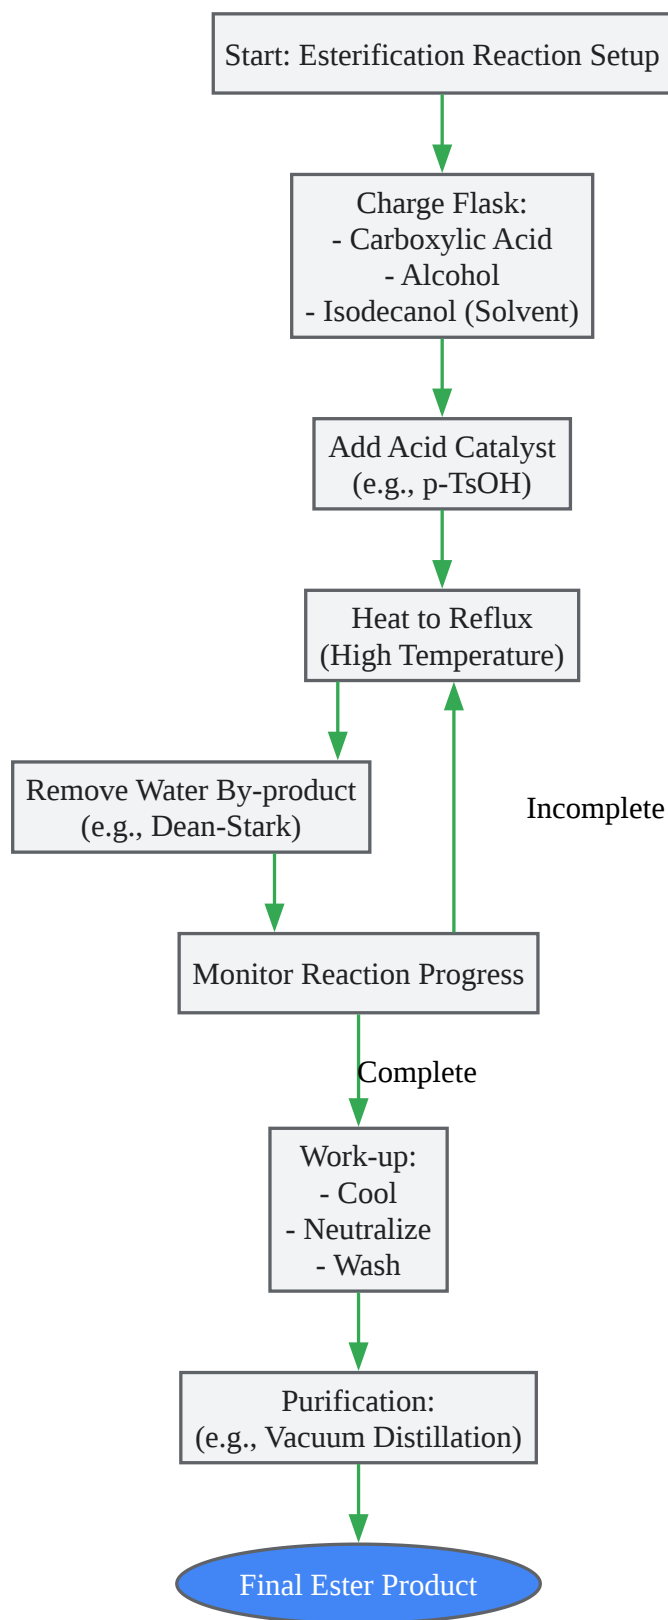 Start: Esterification Reaction Setup
Charge Flask:
- Carboxylic Acid
- Alcohol
- Isodecanol (Solvent)
Add Acid Catalyst
(e.g., p-TsOH)
Heat to Reflux
(High Temperature)
Remove Water By-product
(e.g., Dean-Stark)
Incomplete
Monitor Reaction Progress
Complete
Work-up:
- Cool
- Neutralize
- Wash
Purification:
(e.g., Vacuum Distillation)
Final Ester Product